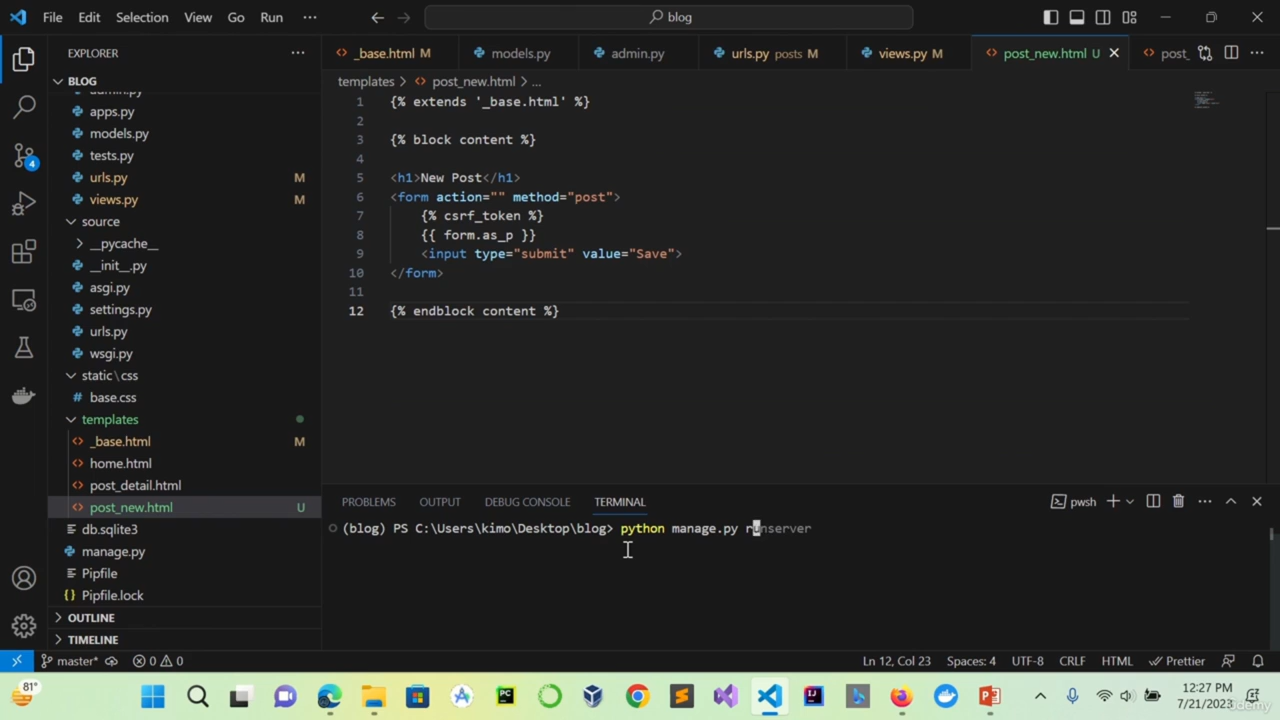 File Edit Selection View Go Run ···
blog
EXPLORER
BLOG
admin.py
apps.py
models.py
tests.py
urls.py M
views.py M
source
__pycache__
__init__.py
asgi.py
settings.py
urls.py
wsgi.py
static\css
# base.css
templates
_base.html M
home.html
post_detail.html
post_new.html U
db.sqlite3
manage.py
Pipfile
{} Pipfile.lock
OUTLINE
TIMELINE
4
_base.html M models.py admin.py urls.py posts M views.py M post_new.html U post_
templates > post_new.html > ...
1 {% extends '_base.html' %}
2
3 {% block content %}
4
5 <h1>New Post</h1>
6 <form action="" method="post">
7 {% csrf_token %}
8 {{ form.as_p }}
9 <input type="submit" value="Save">
10 </form>
11
12 {% endblock content %}
PROBLEMS OUTPUT DEBUG CONSOLE TERMINAL
pwsh
(blog) PS C:\Users\kimo\Desktop\blog> python manage.py runserver
master* 0 0 Ln 12, Col 23 Spaces: 4 UTF-8 CRLF HTML Prettier
81°
PC
12:27 PM
7/21/2023
Udemy